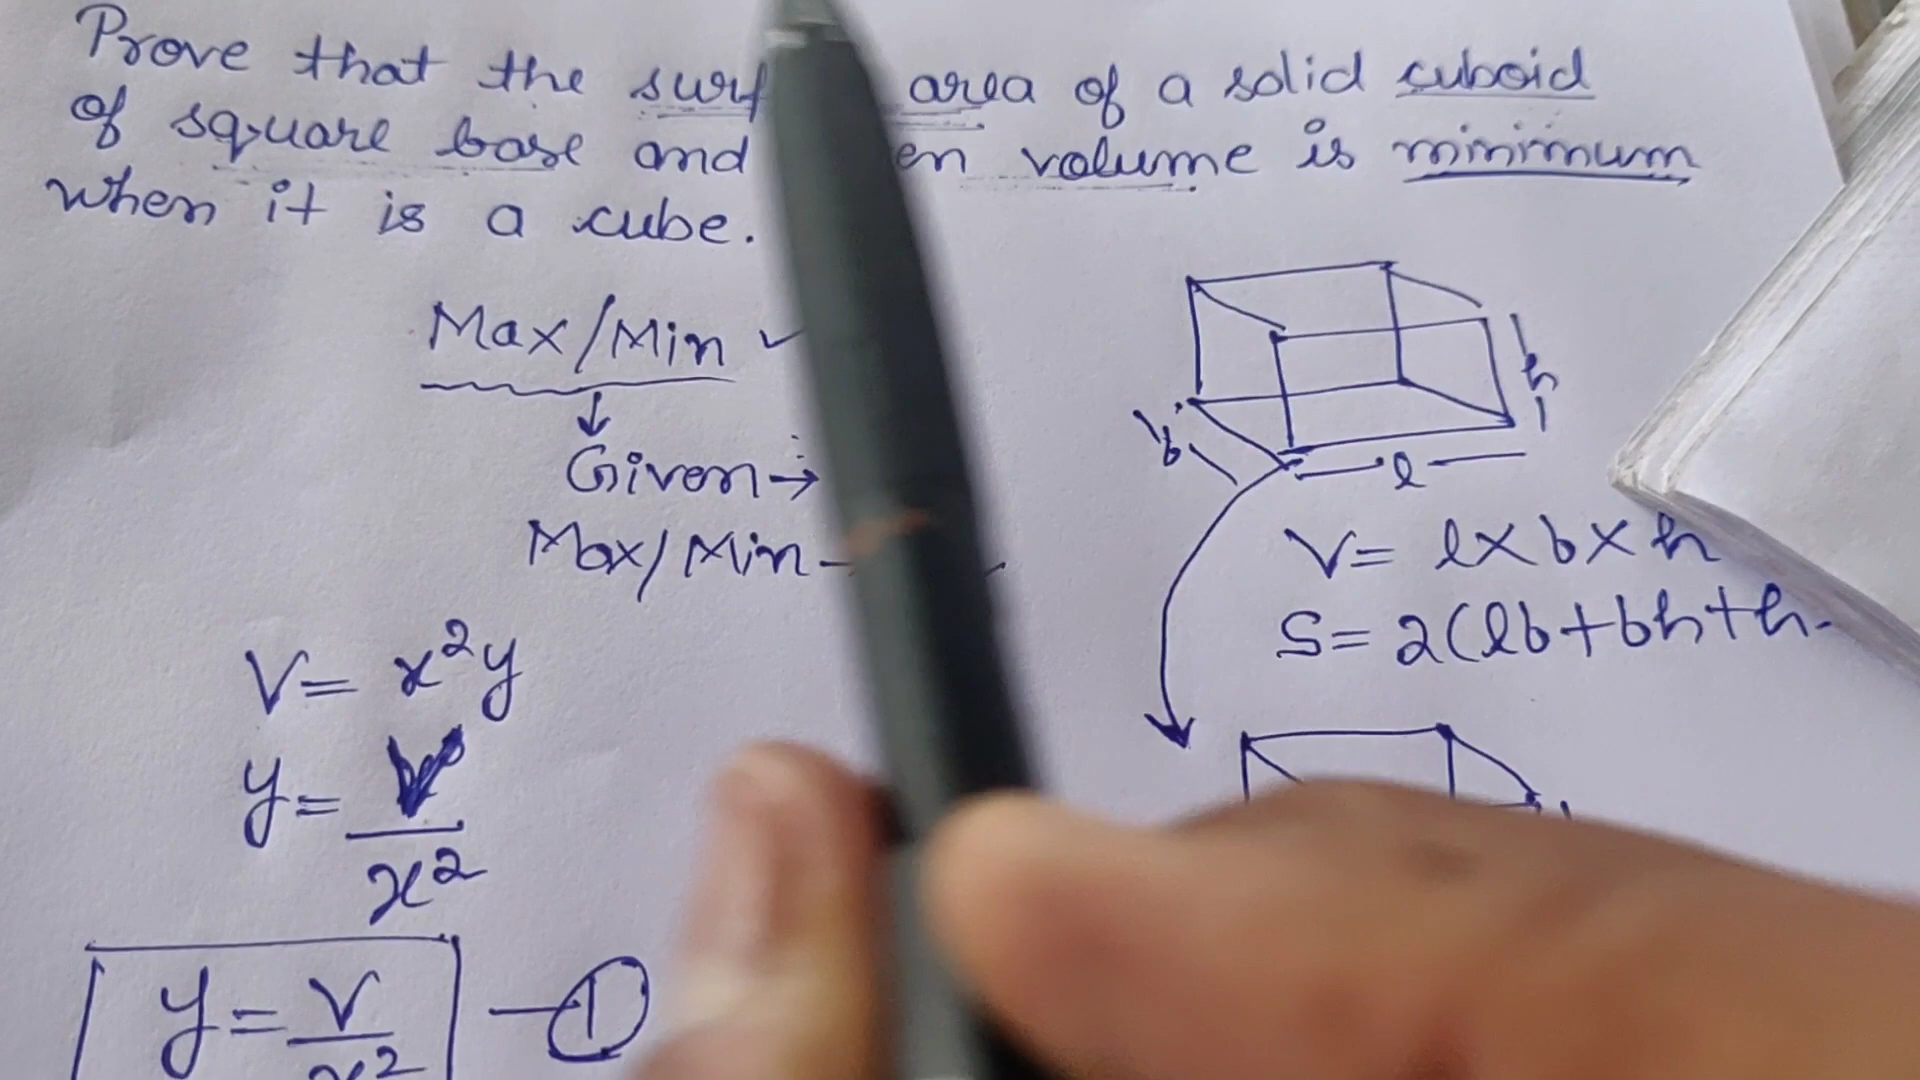 Prove that the surf area of a solid cuboid
of square base and en volume is minimum
when it is a cube.
Max/Min ✓
↓
Given →
Max/Min -
h
b
l
V = l×b×h
S = 2(lb+bh+h
V = x²y
y = V/x²
y = V/x² — ①